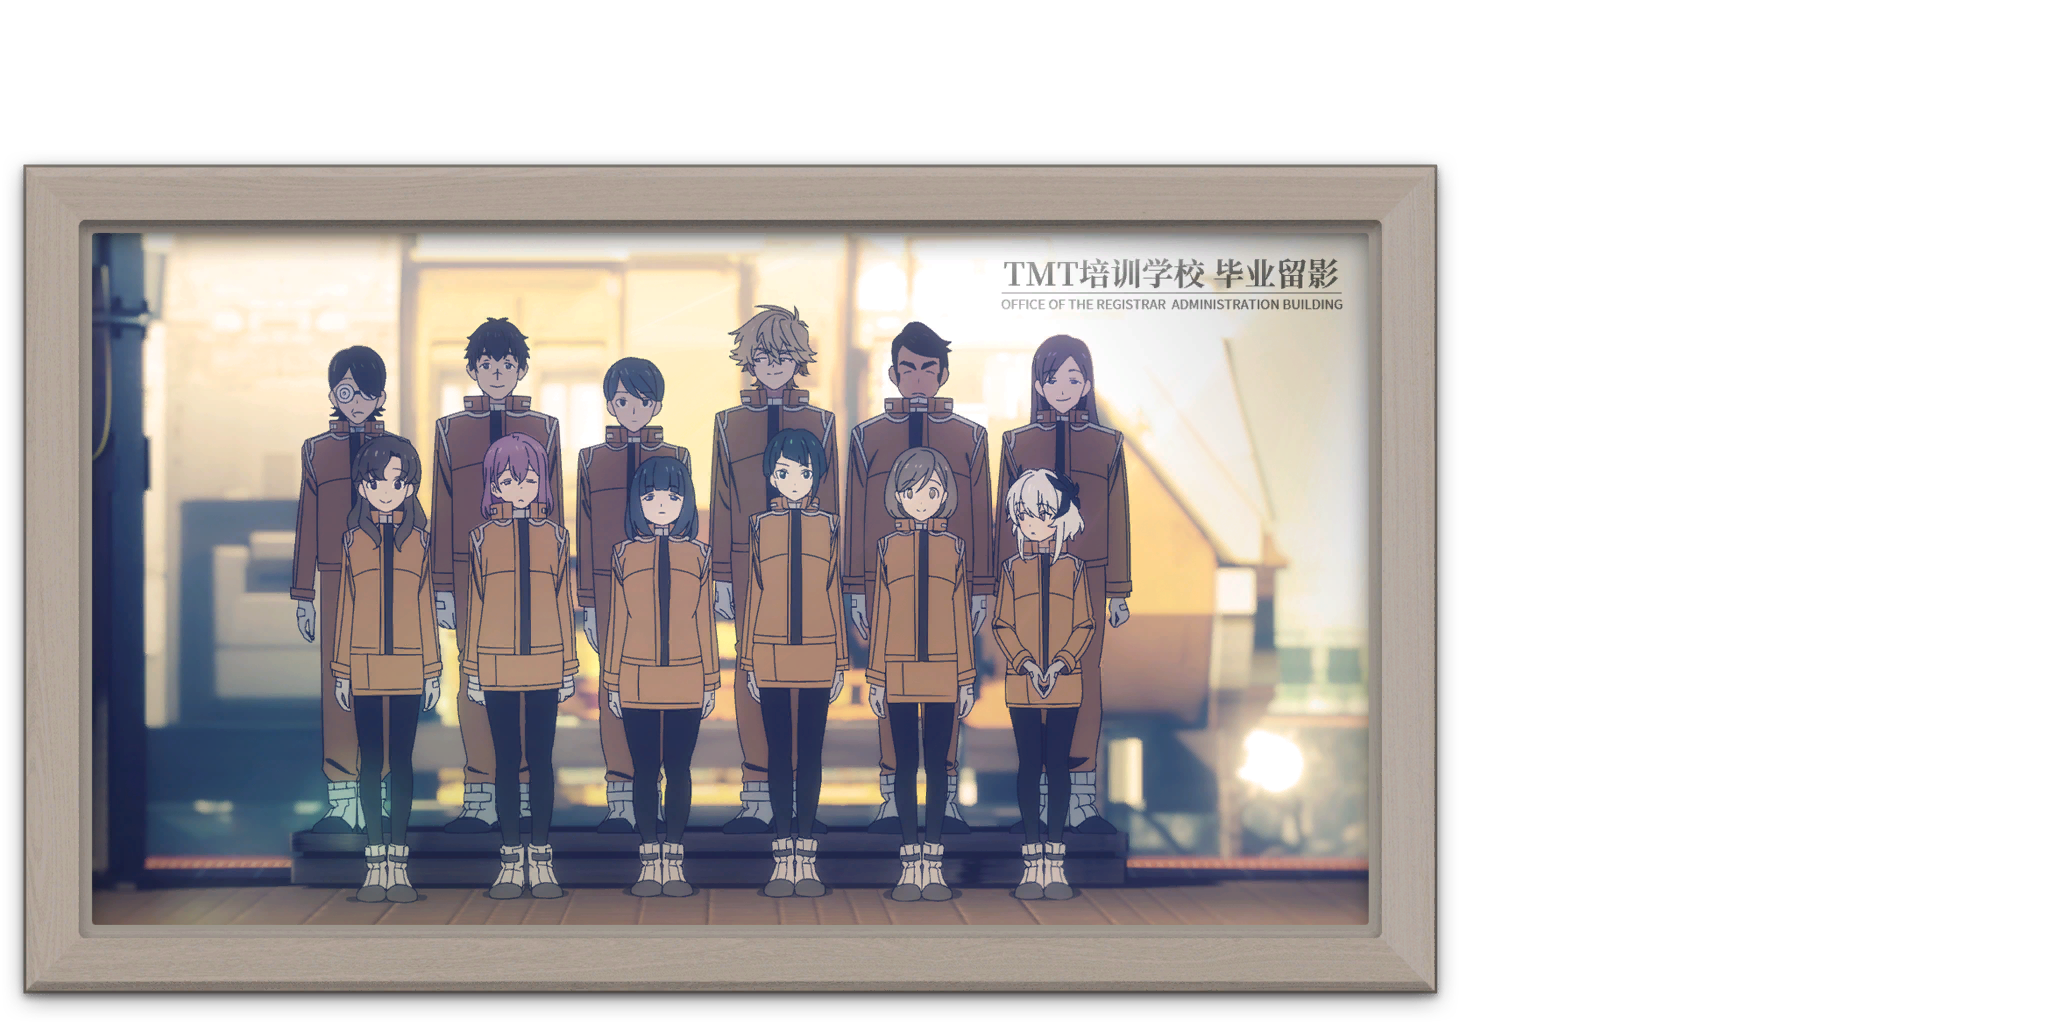 TMT培训学校 毕业留影
OFFICE OF THE REGISTRAR ADMINISTRATION BUILDING